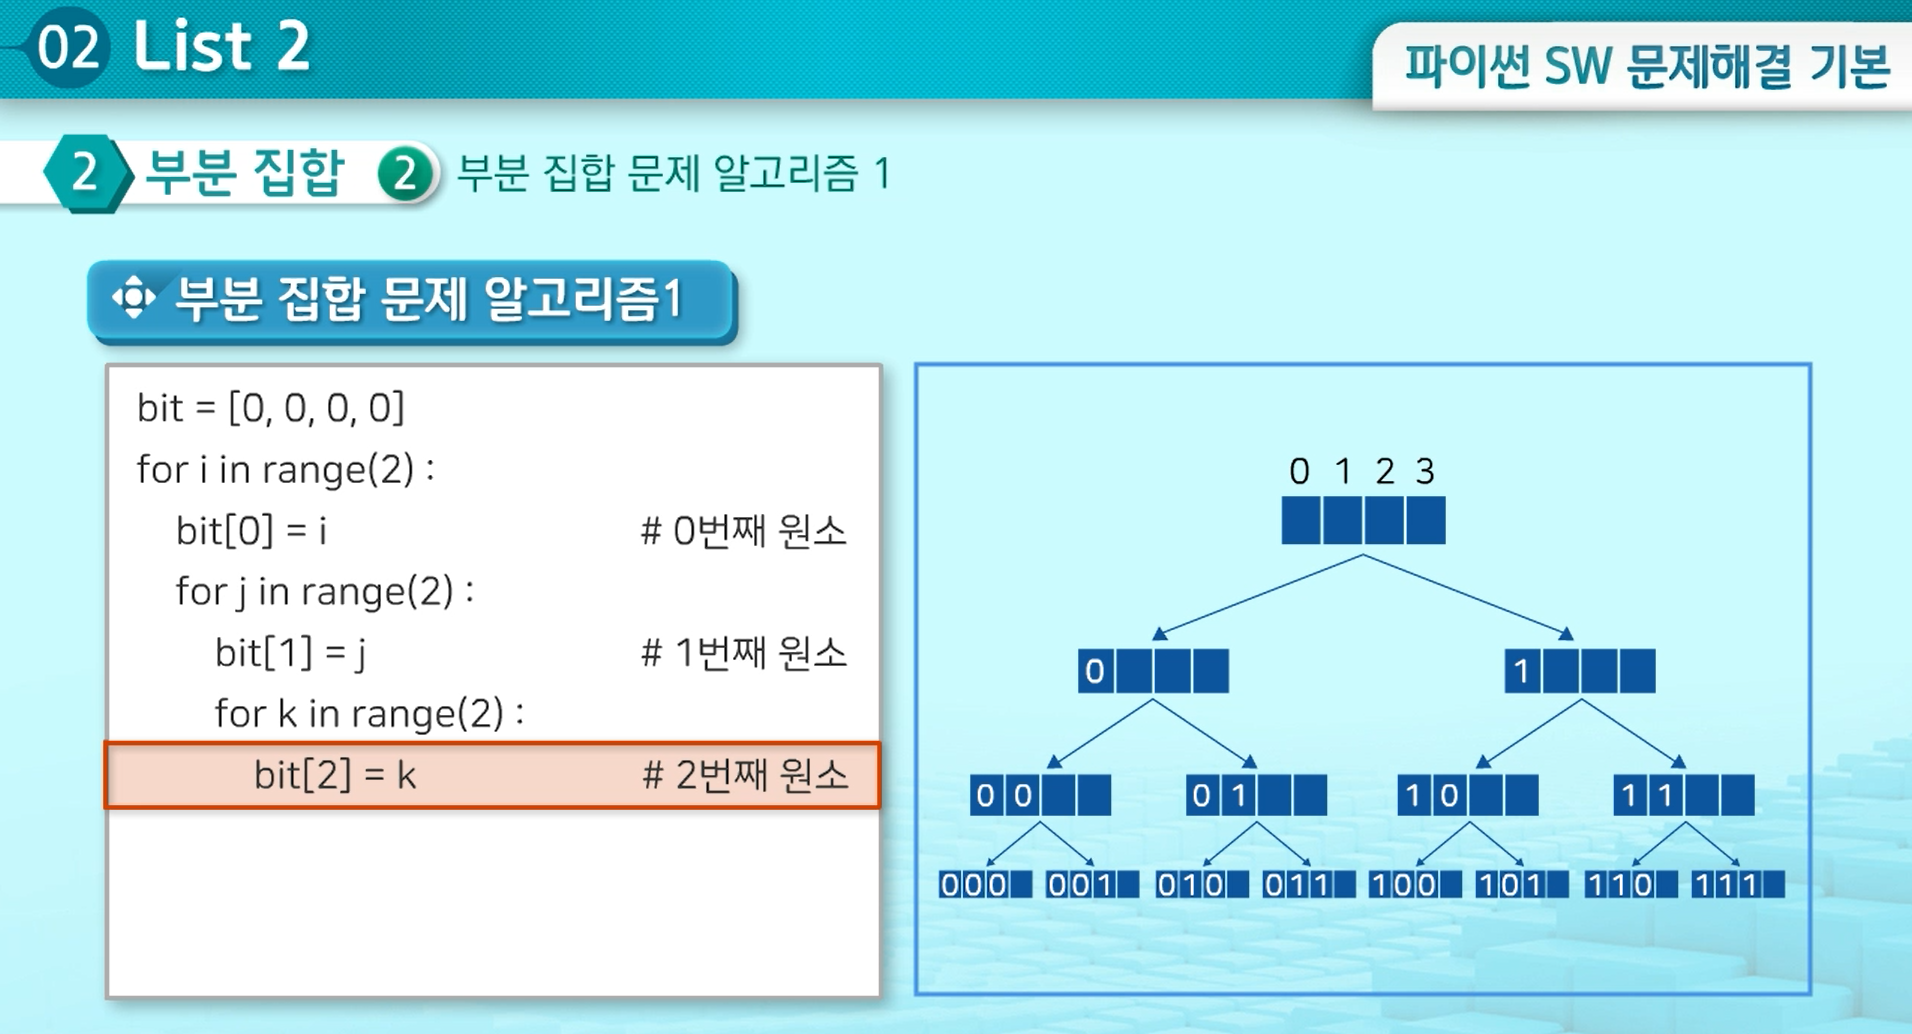 02 List 2
파이썬 SW 문제해결 기본
2 부분 집합 2 부분 집합 문제 알고리즘 1
부분 집합 문제 알고리즘1
bit = [0, 0, 0, 0]
for i in range(2) :
bit[0] = i # 0번째 원소
for j in range(2) :
bit[1] = j # 1번째 원소
for k in range(2) :
bit[2] = k # 2번째 원소
0 1 2 3
0 1
0 0 0 1 1 0 1 1
0 0 0 0 0 1 0 1 0 0 1 1 1 0 0 1 0 1 1 1 0 1 1 1